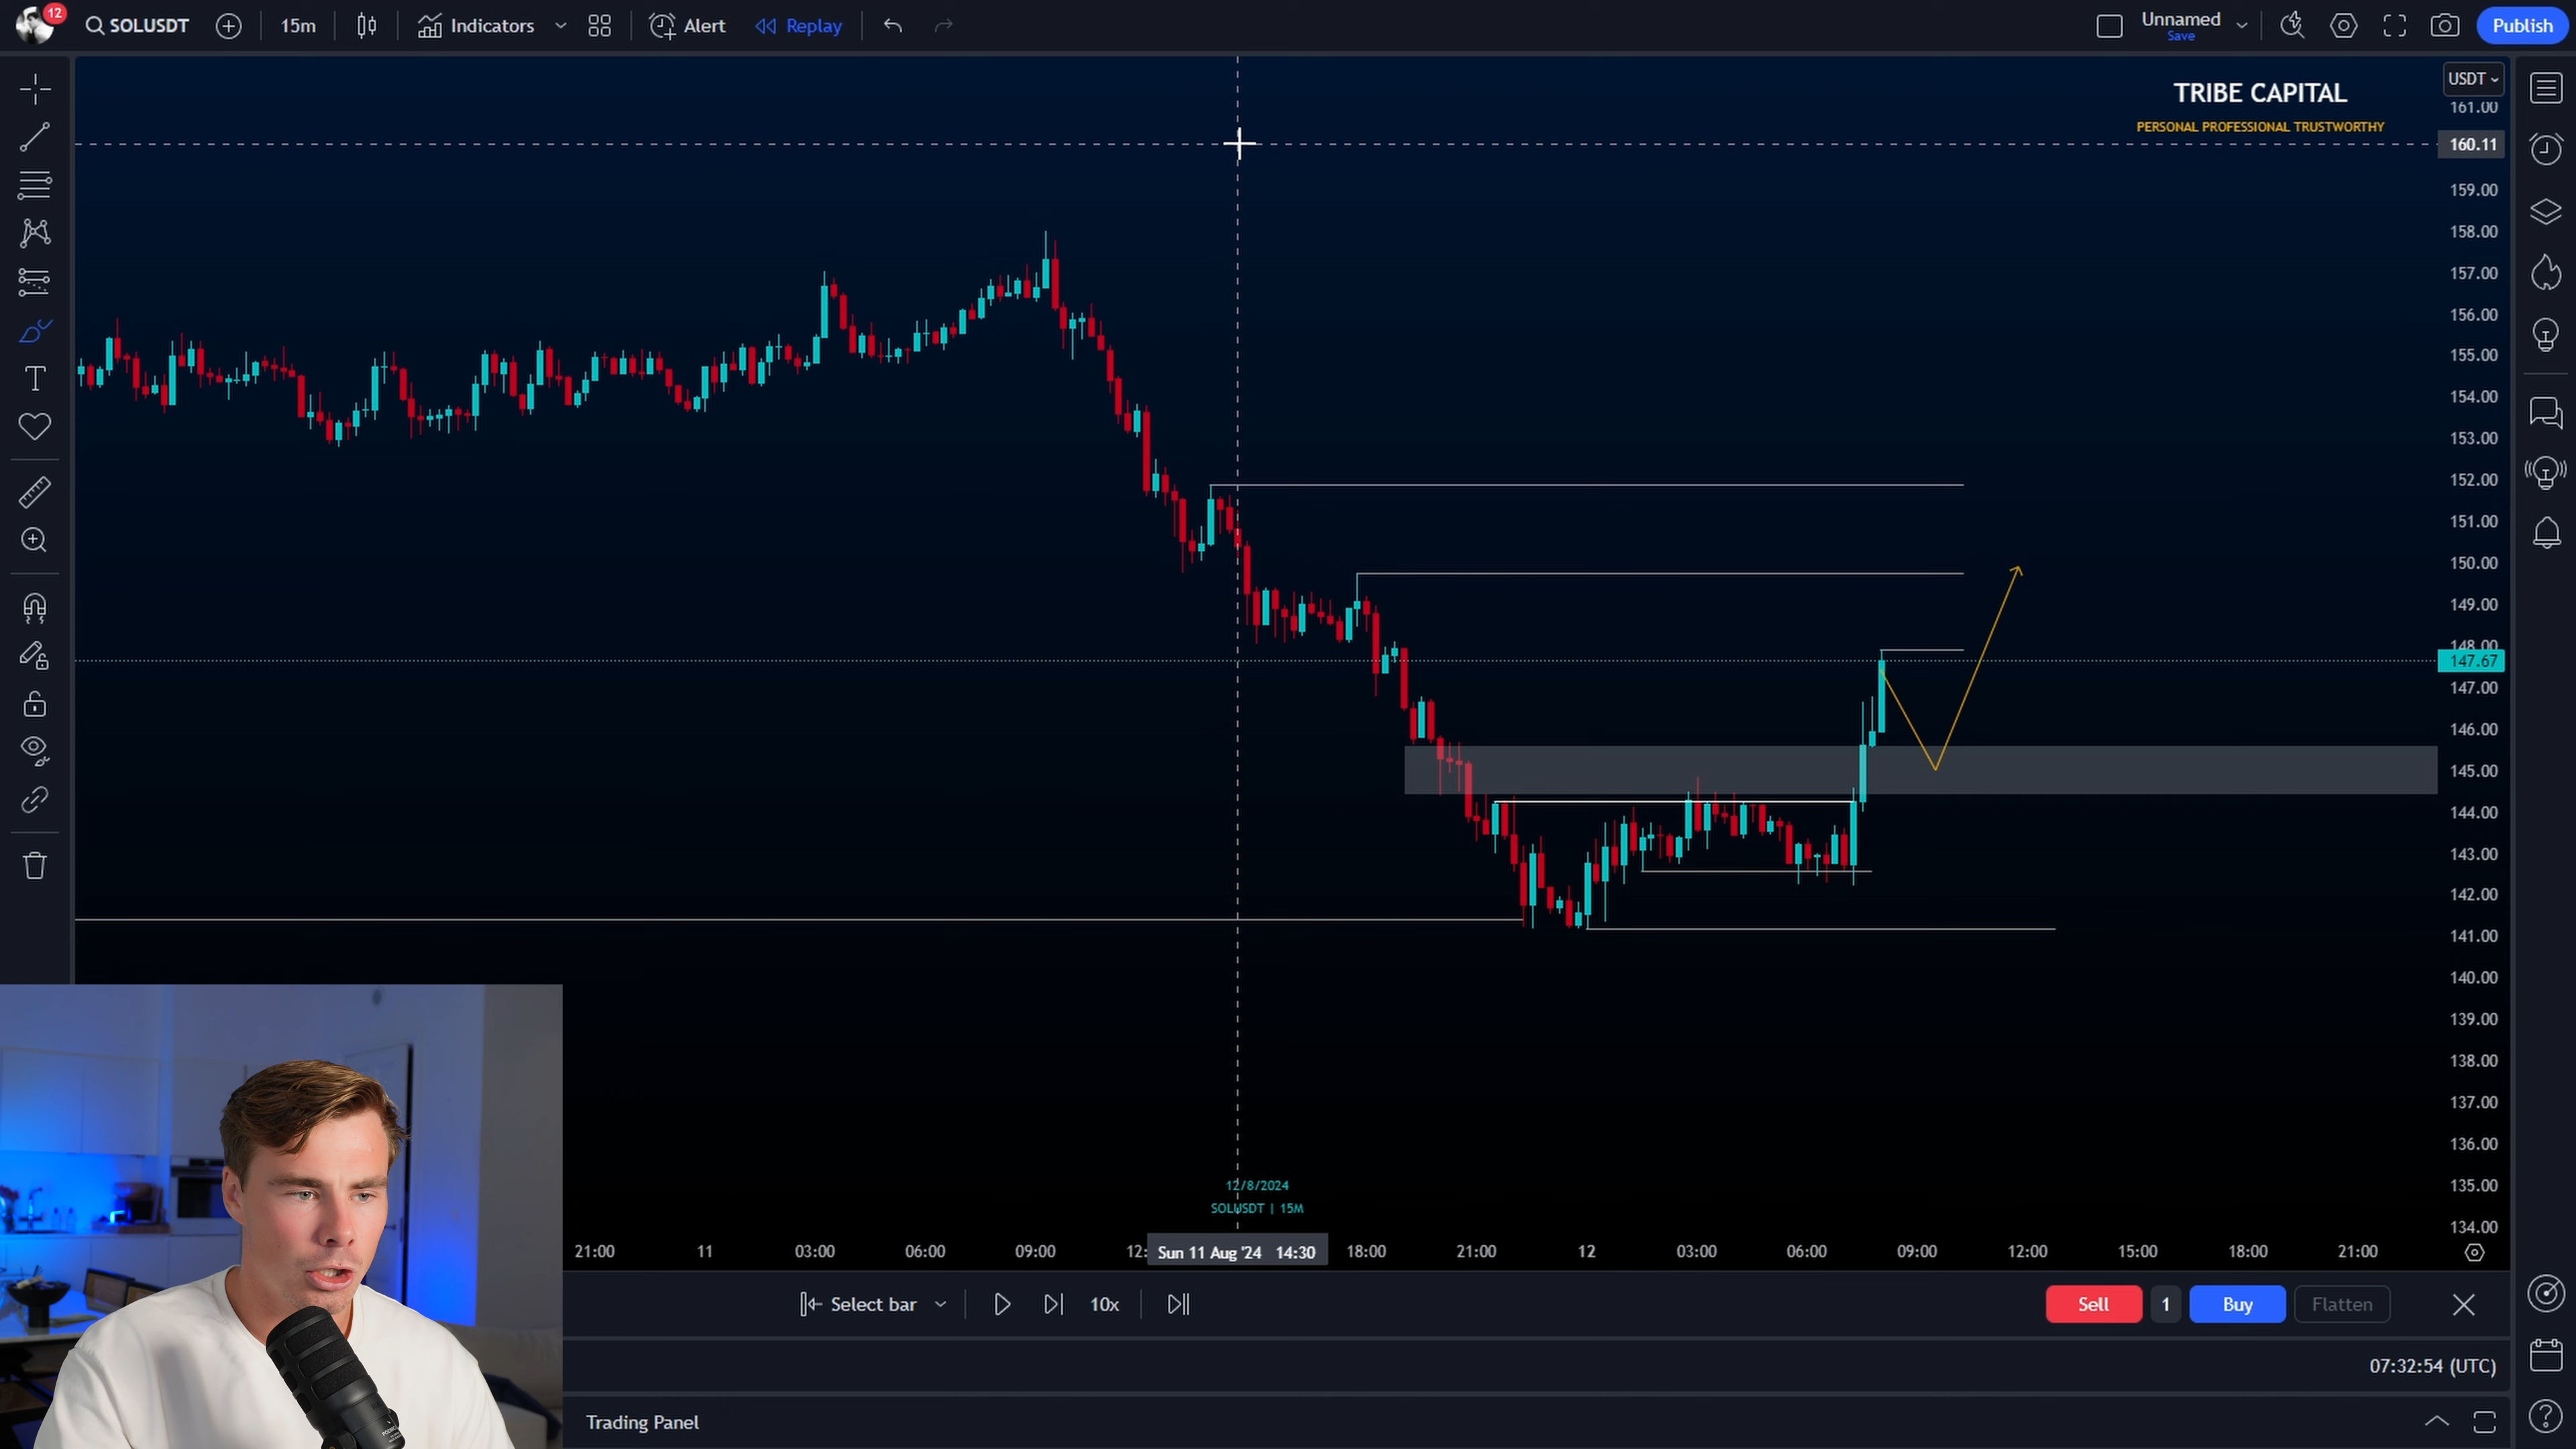 12
SOLUSDT
15m
Indicators
Alert
Replay
Unnamed
Save
Publish
TRIBE CAPITAL
PERSONAL PROFESSIONAL TRUSTWORTHY
USDT
161.00
160.11
159.00
158.00
157.00
156.00
155.00
154.00
153.00
152.00
151.00
150.00
149.00
148.00
147.67
147.00
146.00
145.00
144.00
143.00
142.00
141.00
140.00
139.00
138.00
137.00
136.00
135.00
134.00
12/8/2024
SOLUSDT | 15M
21:00 11 03:00 06:00 09:00 12: Sun 11 Aug '24 14:30 18:00 21:00 12 03:00 06:00 09:00 12:00 15:00 18:00 21:00
Select bar 10x Sell 1 Buy Flatten
07:32:54 (UTC)
Trading Panel